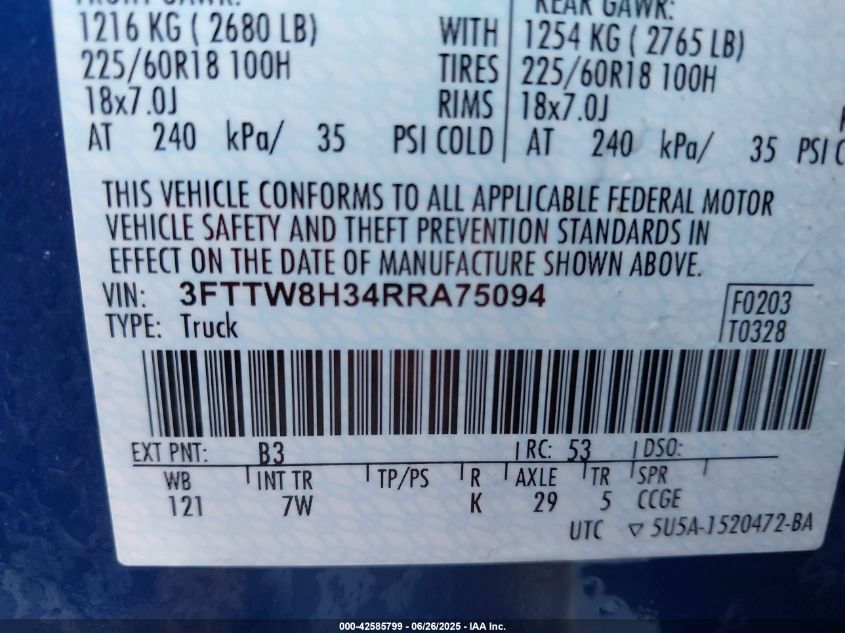 FRONT GAWR:
REAR GAWR:
1216 KG ( 2680 LB) WITH 1254 KG ( 2765 LB)
225/60R18 100H TIRES 225/60R18 100H
18x7.0J RIMS 18x7.0J
AT 240 kPa/ 35 PSI COLD AT 240 kPa/ 35 PSI
THIS VEHICLE CONFORMS TO ALL APPLICABLE FEDERAL MOTOR
VEHICLE SAFETY AND THEFT PREVENTION STANDARDS IN
EFFECT ON THE DATE OF MANUFACTURE SHOWN ABOVE.
VIN: 3FTTW8H34RRA75094 F0203
TYPE: Truck T0328
EXT PNT: B3 RC: 53 DSO:
WB INT TR TP/PS R AXLE TR SPR
121 7W K 29 5 CCGE
UTC ▽ 5U5A-1520472-BA
000-42585799 - 06/26/2025 - IAA Inc.